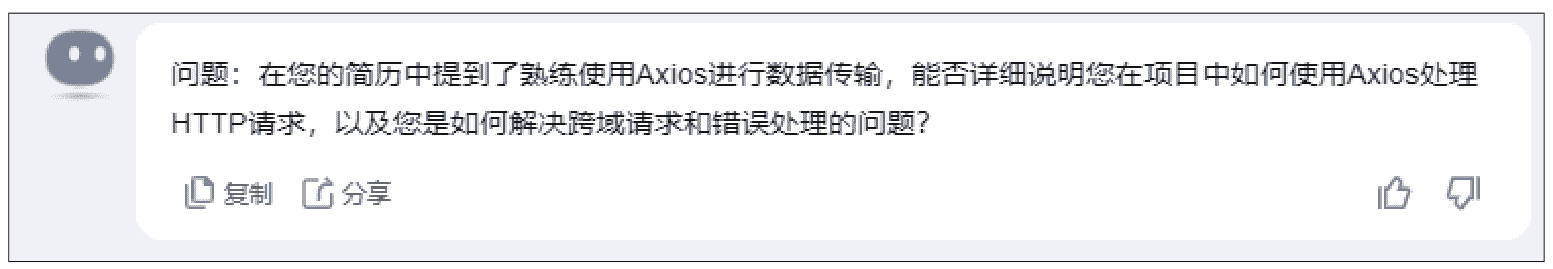 问题：在您的简历中提到了熟练使用Axios进行数据传输，能否详细说明您在项目中如何使用Axios处理
HTTP请求，以及您是如何解决跨域请求和错误处理的问题？
复制 分享